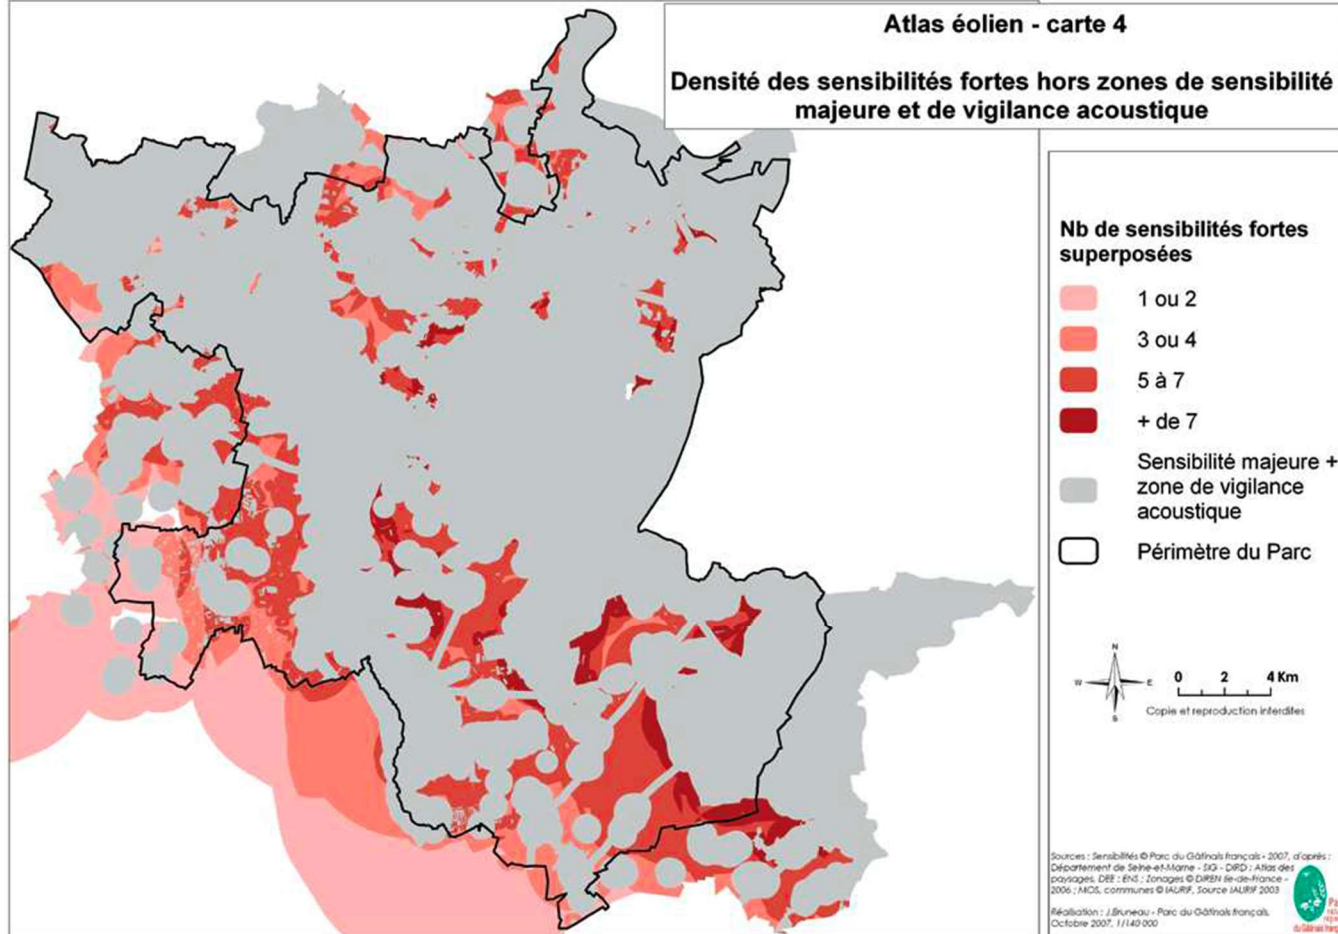 Atlas éolien - carte 4
Densité des sensibilités fortes hors zones de sensibilité
majeure et de vigilance acoustique
Nb de sensibilités fortes
superposées
1 ou 2
3 ou 4
5 à 7
+ de 7
Sensibilité majeure +
zone de vigilance
acoustique
Périmètre du Parc
N
W E
S
0 2 4 Km
Copie et reproduction interdites
Sources : Sensibilités © Parc du Gâtinais français - 2007, d'après :
Département de Seine-et-Marne - SIG - DIRD ; Atlas des
paysages, DEE ; ENS ; Zonages © DIREN Ile-de-France -
2006 ; MOS, communes © IAURIF, Source IAURIF 2003
Réalisation : J.Bruneau - Parc du Gâtinais français,
Octobre 2007, 1/140 000